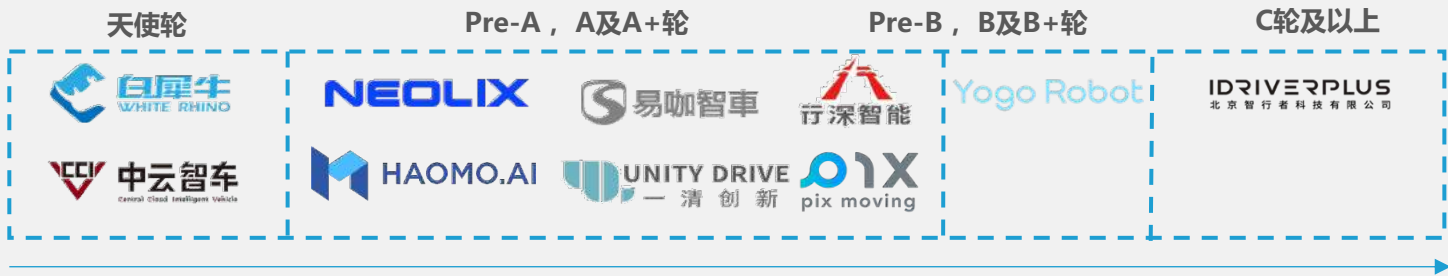 天使轮
Pre-A ，A及A+轮
Pre-B ，B及B+轮
C轮及以上
白犀牛
WHITE RHINO
NEOLIX
易咖智車
行深智能
Yogo Robot
IDRIVERPLUS
北京智行者科技有限公司
CCIV 中云智车
Central Cloud Intelligent Vehicle
HAOMO.AI
UNITY DRIVE
一清创新
PIX
pix moving